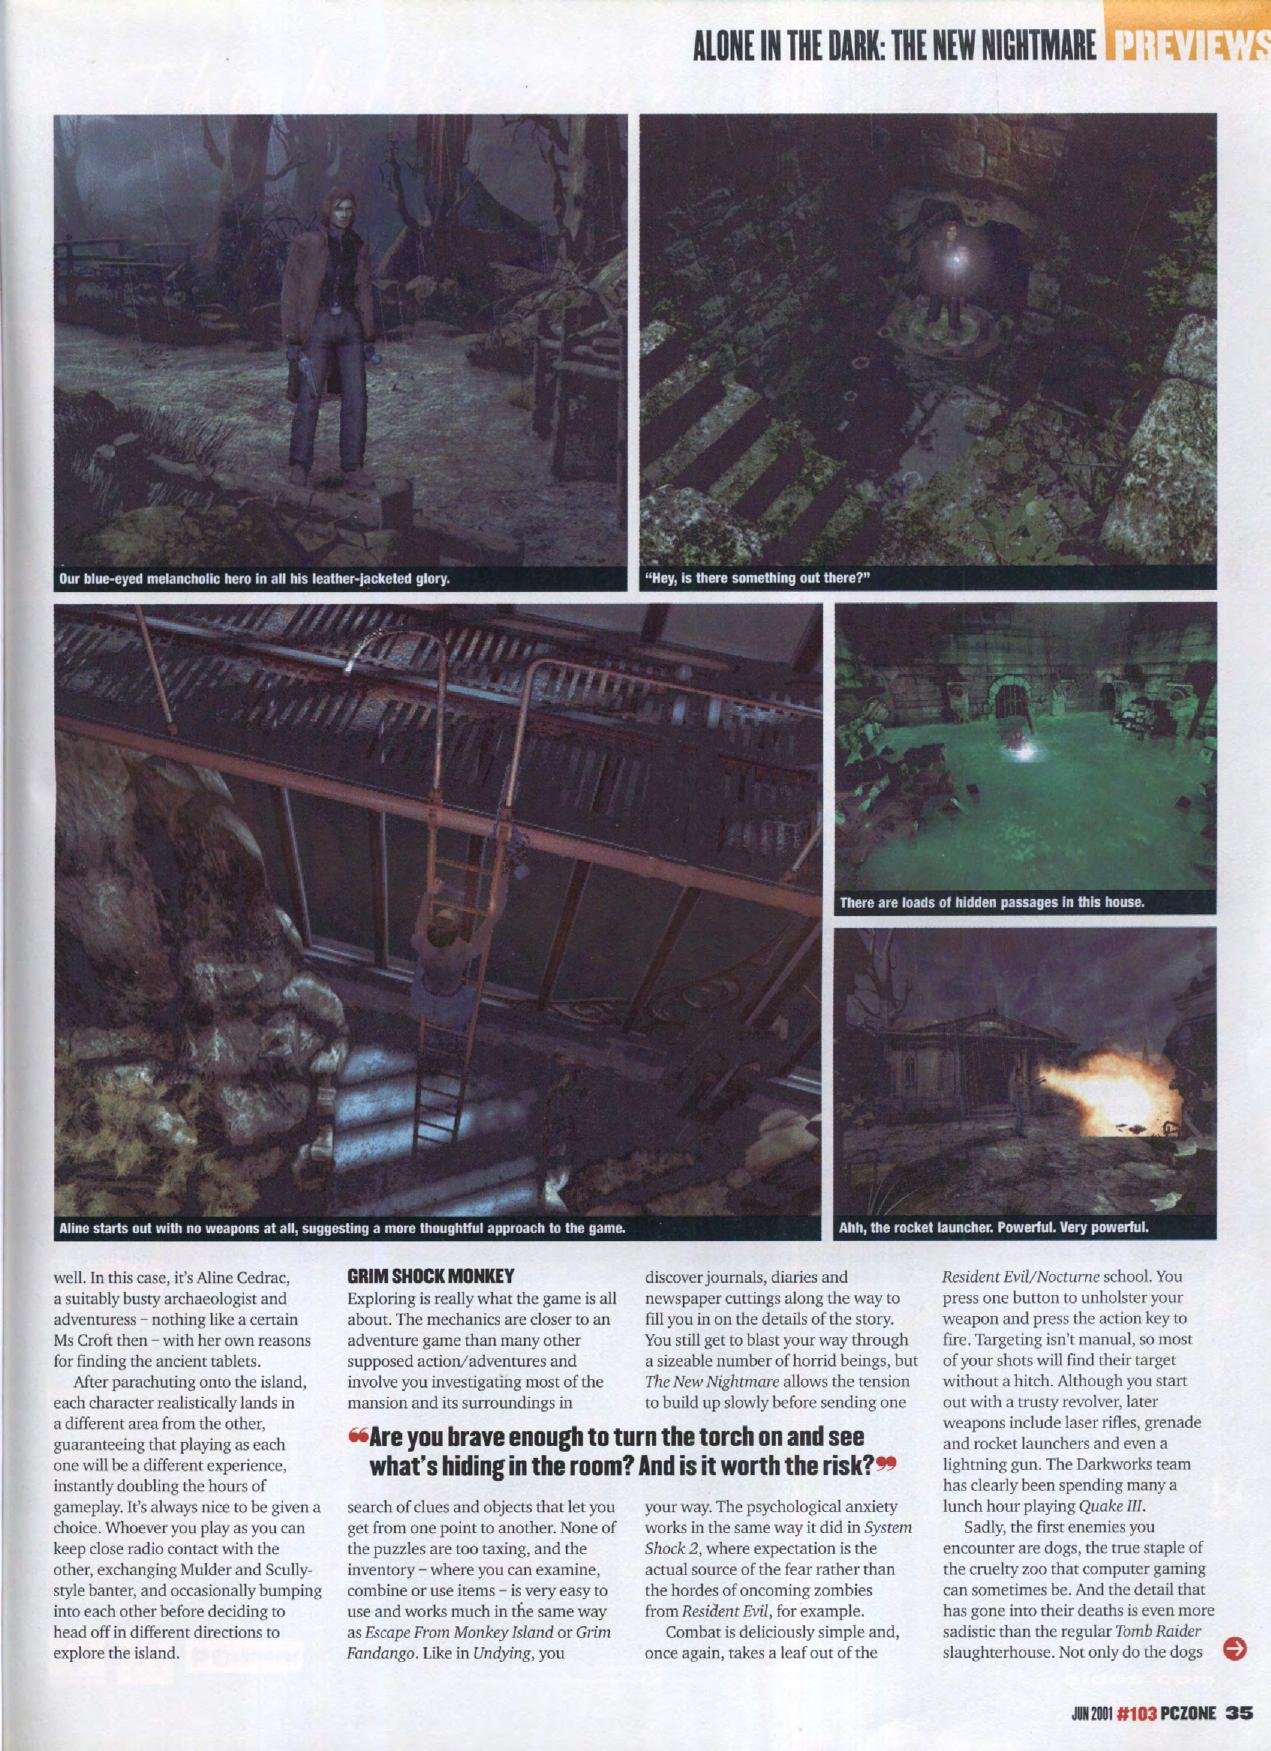 ALONE IN THE DARK: THE NEW NIGHTMARE PREVIEWS
Our blue-eyed melancholic hero in all his leather-jacketed glory.
“Hey, is there something out there?”
There are loads of hidden passages in this house.
Aline starts out with no weapons at all, suggesting a more thoughtful approach to the game.
Ahh, the rocket launcher. Powerful. Very powerful.
well. In this case, it's Aline Cedrac,
a suitably busty archaeologist and
adventuress – nothing like a certain
Ms Croft then – with her own reasons
for finding the ancient tablets.
After parachuting onto the island,
each character realistically lands in
a different area from the other,
guaranteeing that playing as each
one will be a different experience,
instantly doubling the hours of
gameplay. It's always nice to be given a
choice. Whoever you play as you can
keep close radio contact with the
other, exchanging Mulder and Scully-
style banter, and occasionally bumping
into each other before deciding to
head off in different directions to
explore the island.
GRIM SHOCK MONKEY
Exploring is really what the game is all
about. The mechanics are closer to an
adventure game than many other
supposed action/adventures and
involve you investigating most of the
mansion and its surroundings in
“Are you brave enough to turn the torch on and see
what's hiding in the room? And is it worth the risk?”
search of clues and objects that let you
get from one point to another. None of
the puzzles are too taxing, and the
inventory – where you can examine,
combine or use items – is very easy to
use and works much in the same way
as Escape From Monkey Island or Grim
Fandango. Like in Undying, you
discover journals, diaries and
newspaper cuttings along the way to
fill you in on the details of the story.
You still get to blast your way through
a sizeable number of horrid beings, but
The New Nightmare allows the tension
to build up slowly before sending one
your way. The psychological anxiety
works in the same way it did in System
Shock 2, where expectation is the
actual source of the fear rather than
the hordes of oncoming zombies
from Resident Evil, for example.
Combat is deliciously simple and,
once again, takes a leaf out of the
Resident Evil/Nocturne school. You
press one button to unholster your
weapon and press the action key to
fire. Targeting isn't manual, so most
of your shots will find their target
without a hitch. Although you start
out with a trusty revolver, later
weapons include laser rifles, grenade
and rocket launchers and even a
lightning gun. The Darkworks team
has clearly been spending many a
lunch hour playing Quake III.
Sadly, the first enemies you
encounter are dogs, the true staple of
the cruelty zoo that computer gaming
can sometimes be. And the detail that
has gone into their deaths is even more
sadistic than the regular Tomb Raider
slaughterhouse. Not only do the dogs
JUN 2001 #103 PCZONE 35